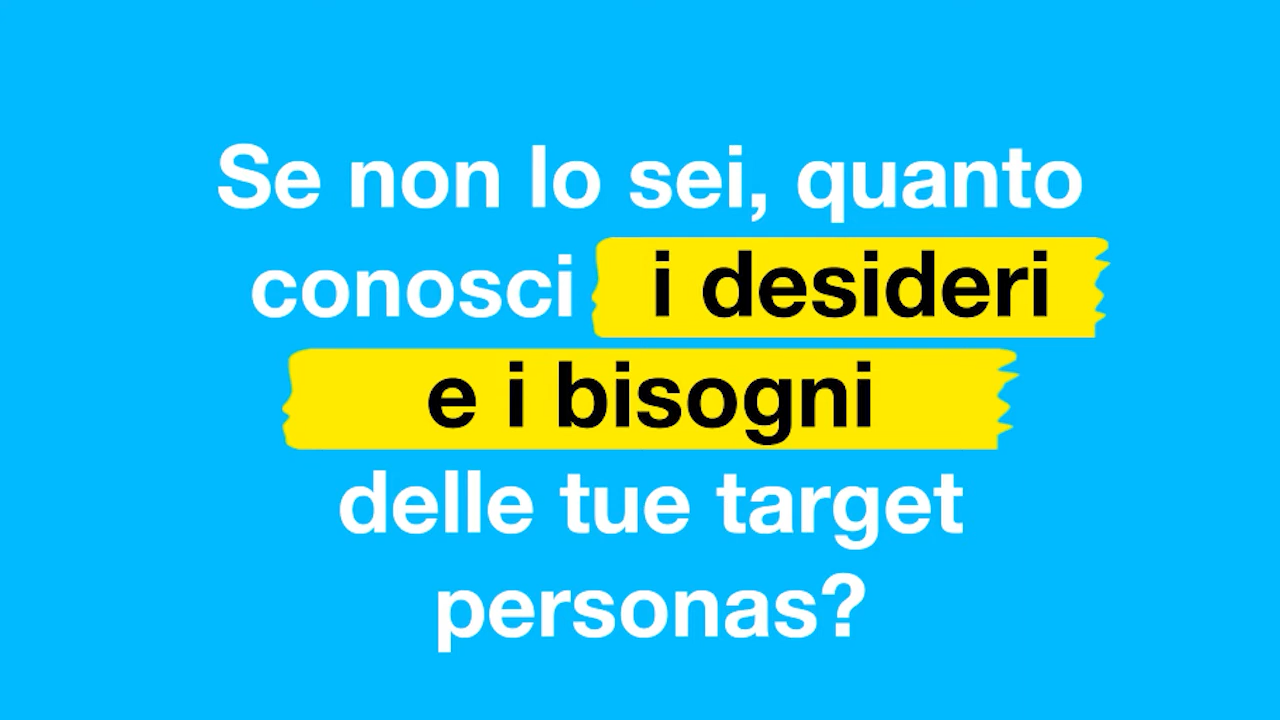 Se non lo sei, quanto
conosci i desideri
e i bisogni
delle tue target
personas?